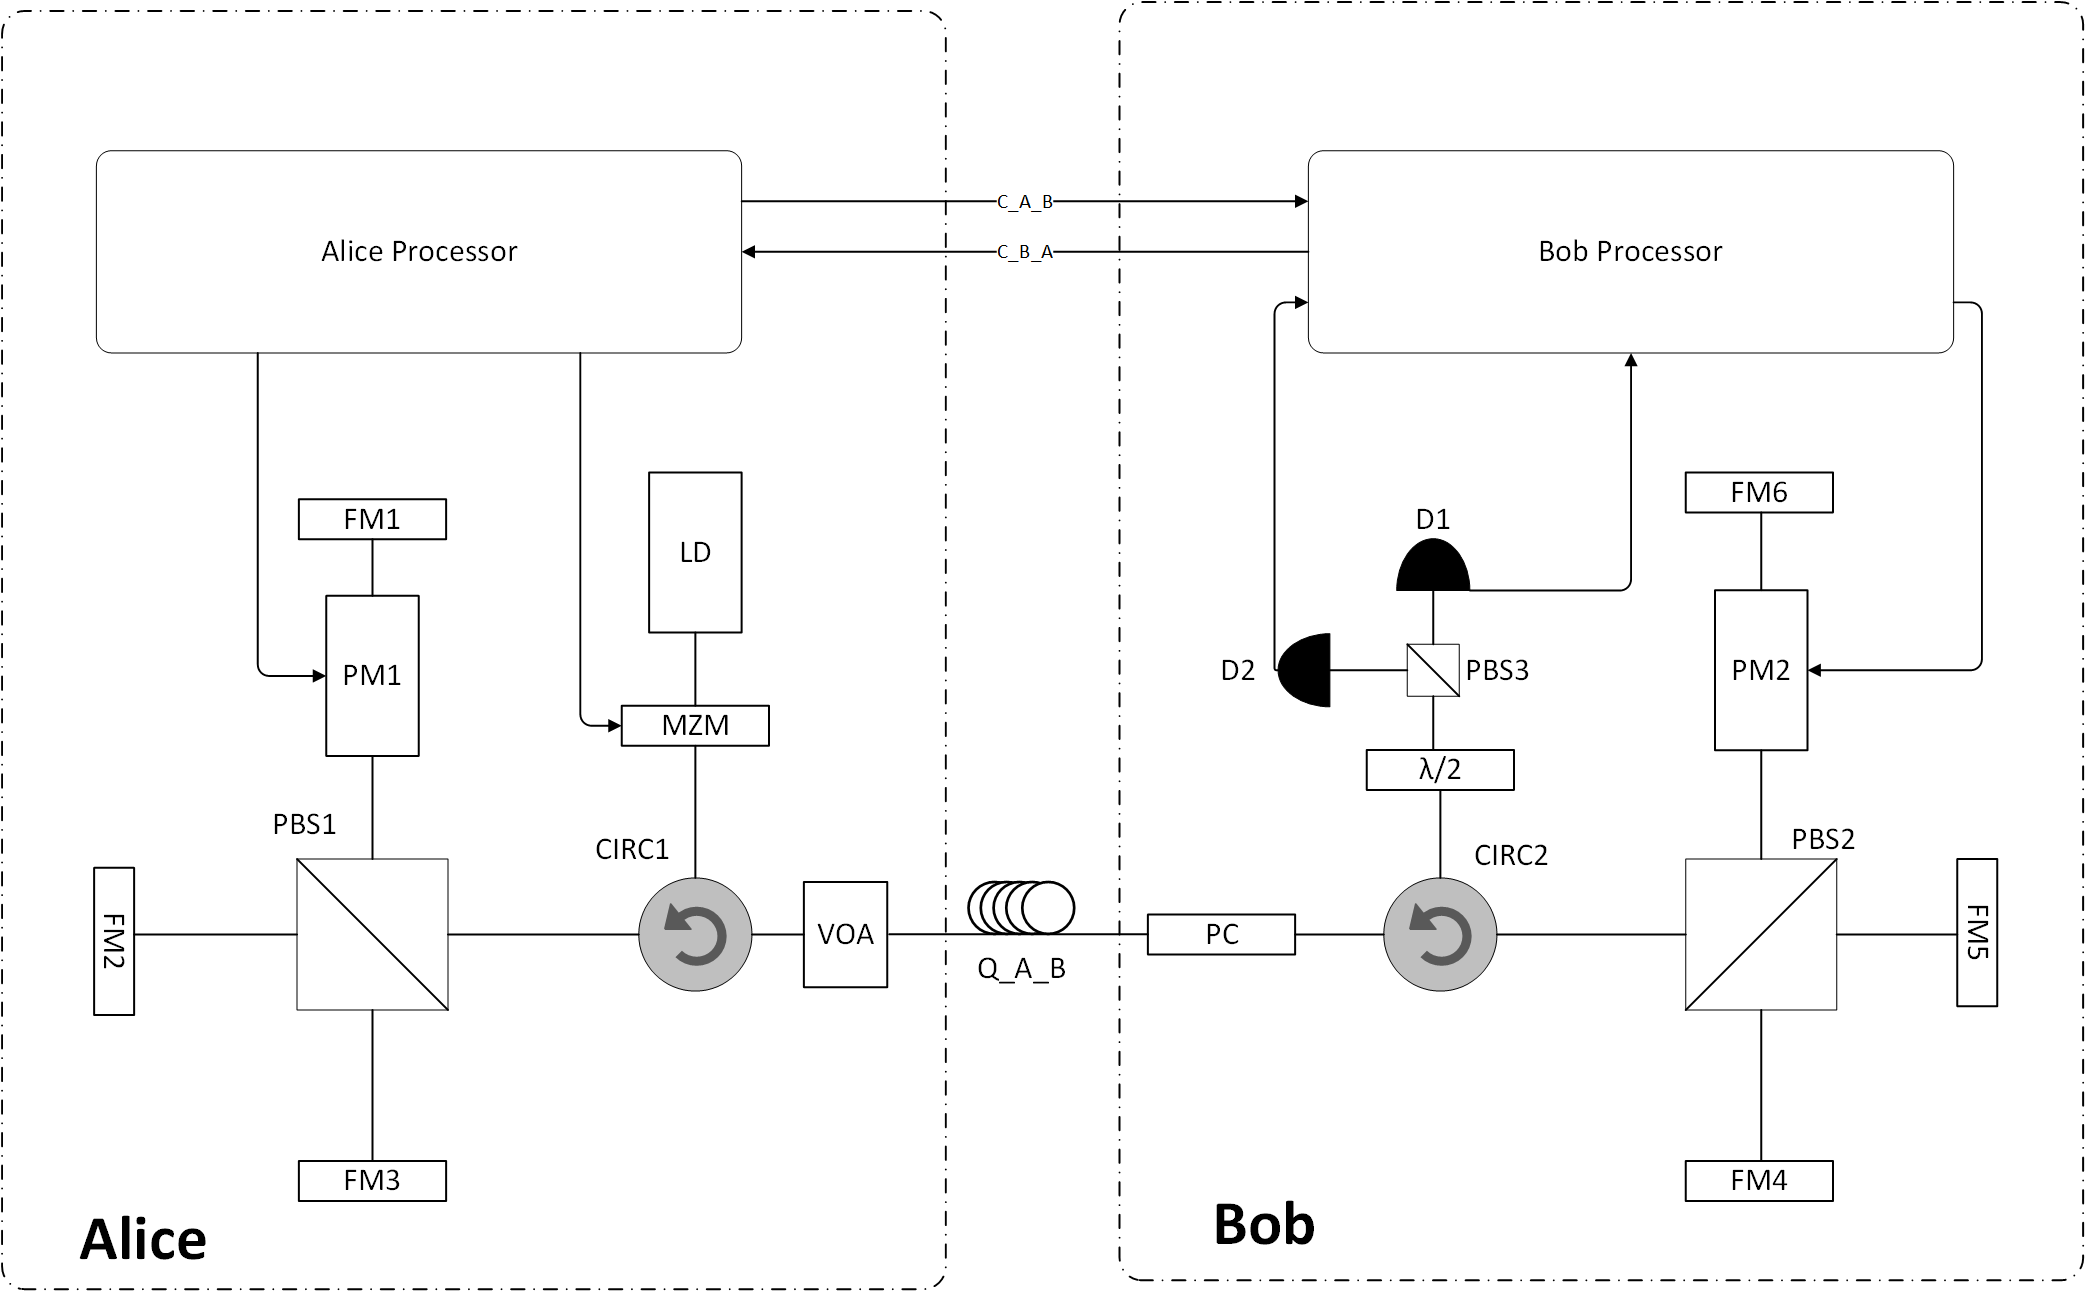 C_A_B
Alice Processor
C_B_A
Bob Processor
FM1
LD
D1
FM6
PM1
MZM
D2
PBS3
PM2
λ/2
PBS1
CIRC1
CIRC2
PBS2
FM2
VOA
Q_A_B
PC
FM5
FM3
FM4
Alice
Bob